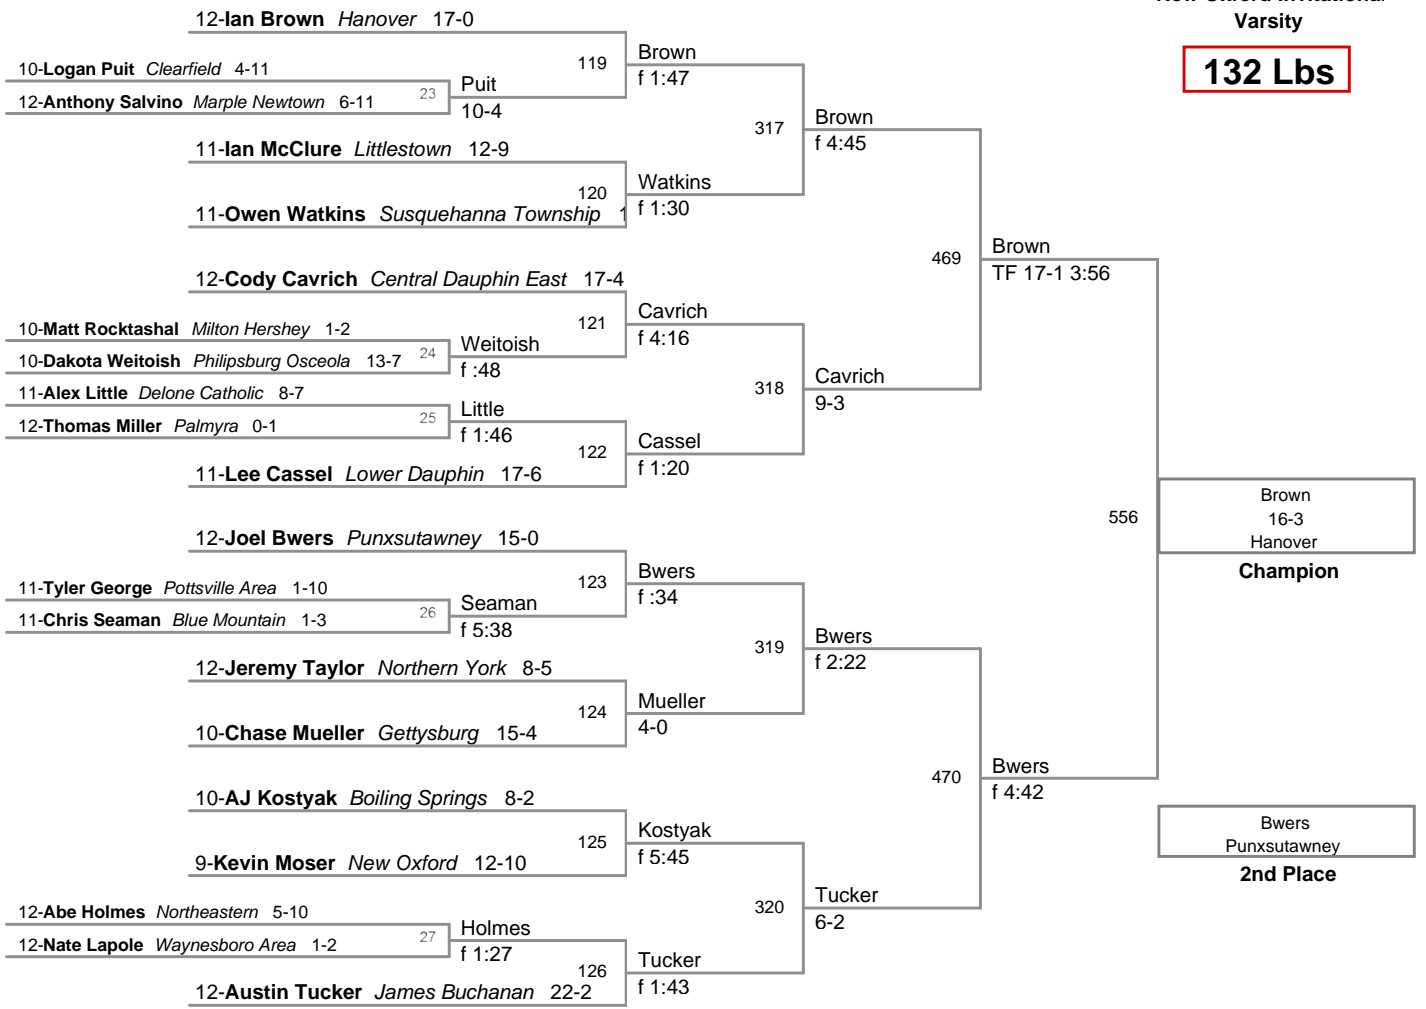 Varsity
132 Lbs
12-Ian Brown Hanover 17-0
10-Logan Puit Clearfield 4-11
12-Anthony Salvino Marple Newtown 6-11
23
Puit
10-4
119
Brown
f 1:47
11-Ian McClure Littlestown 12-9
11-Owen Watkins Susquehanna Township 1
120
Watkins
f 1:30
317
Brown
f 4:45
12-Cody Cavrich Central Dauphin East 17-4
10-Matt Rocktashal Milton Hershey 1-2
10-Dakota Weitoish Philipsburg Osceola 13-7
24
Weitoish
f :48
121
Cavrich
f 4:16
11-Alex Little Delone Catholic 8-7
12-Thomas Miller Palmyra 0-1
25
Little
f 1:46
11-Lee Cassel Lower Dauphin 17-6
122
Cassel
f 1:20
318
Cavrich
9-3
469
Brown
TF 17-1 3:56
12-Joel Bwers Punxsutawney 15-0
11-Tyler George Pottsville Area 1-10
11-Chris Seaman Blue Mountain 1-3
26
Seaman
f 5:38
123
Bwers
f :34
12-Jeremy Taylor Northern York 8-5
10-Chase Mueller Gettysburg 15-4
124
Mueller
4-0
319
Bwers
f 2:22
10-AJ Kostyak Boiling Springs 8-2
9-Kevin Moser New Oxford 12-10
125
Kostyak
f 5:45
12-Abe Holmes Northeastern 5-10
12-Nate Lapole Waynesboro Area 1-2
27
Holmes
f 1:27
12-Austin Tucker James Buchanan 22-2
126
Tucker
f 1:43
320
Tucker
6-2
470
Bwers
f 4:42
556
Brown
16-3
Hanover
Champion
Bwers
Punxsutawney
2nd Place